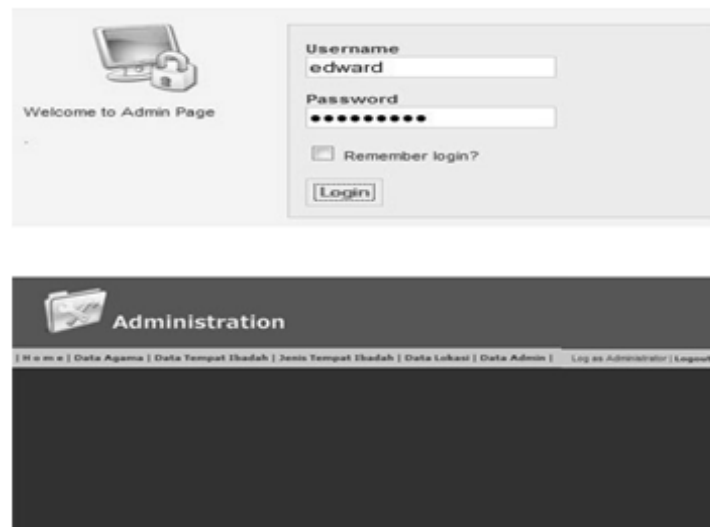 Username
edward
Welcome to Admin Page
Password
Remember login?
Login
Administration
| H o m e | Data Agama | Data Tempat Ibadah | Jenis Tempat Ibadah | Data Lokasi | Data Admin | Log as Administrator | Logout